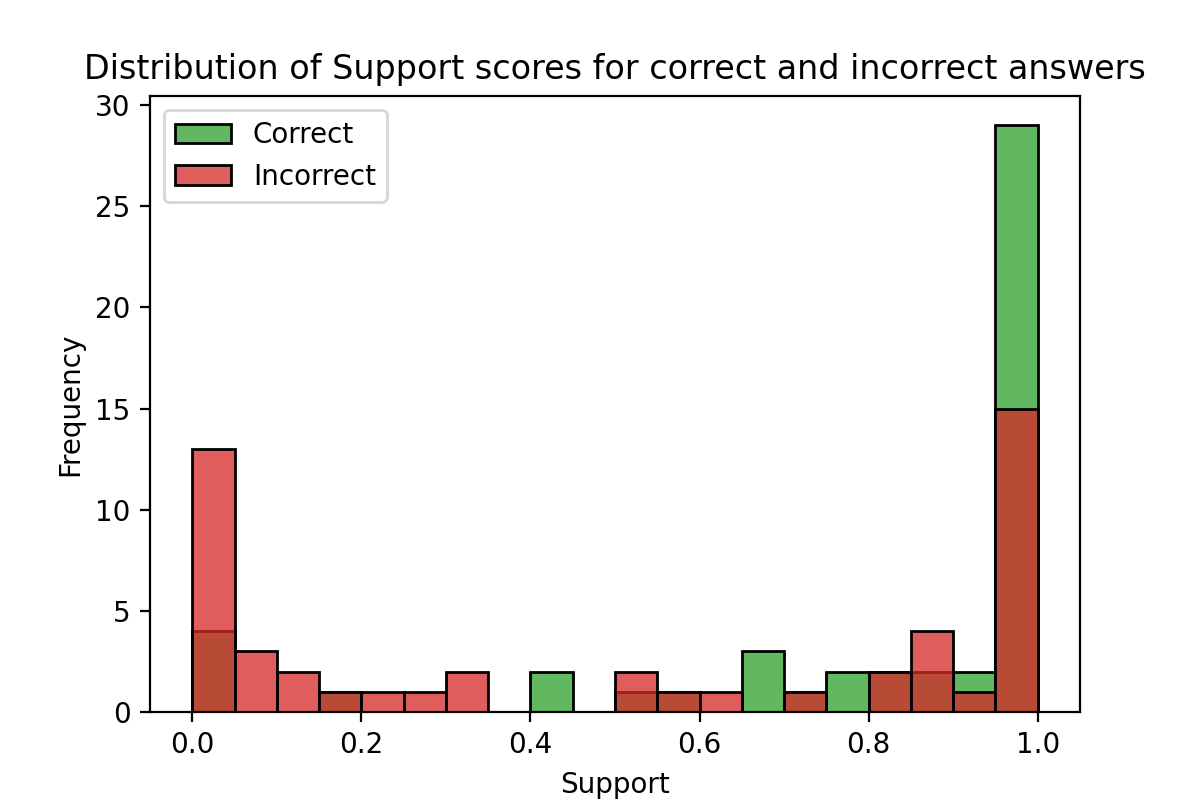 Distribution of Support scores for correct and incorrect answers
30
25
20
15
10
5
0
Frequency
Correct
Incorrect
0.0 0.2 0.4 0.6 0.8 1.0
Support